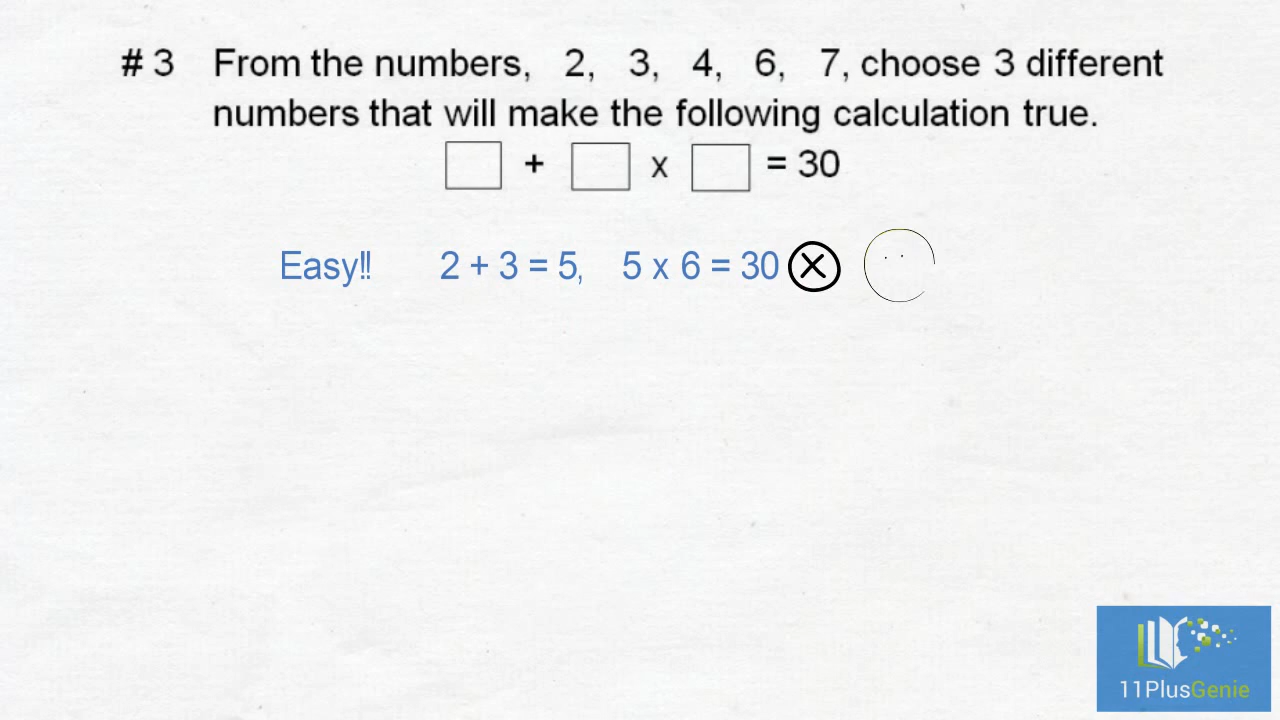 # 3 From the numbers, 2, 3, 4, 6, 7, choose 3 different
numbers that will make the following calculation true.
+ x = 30
Easy!! 2 + 3 = 5, 5 x 6 = 30
11PlusGenie